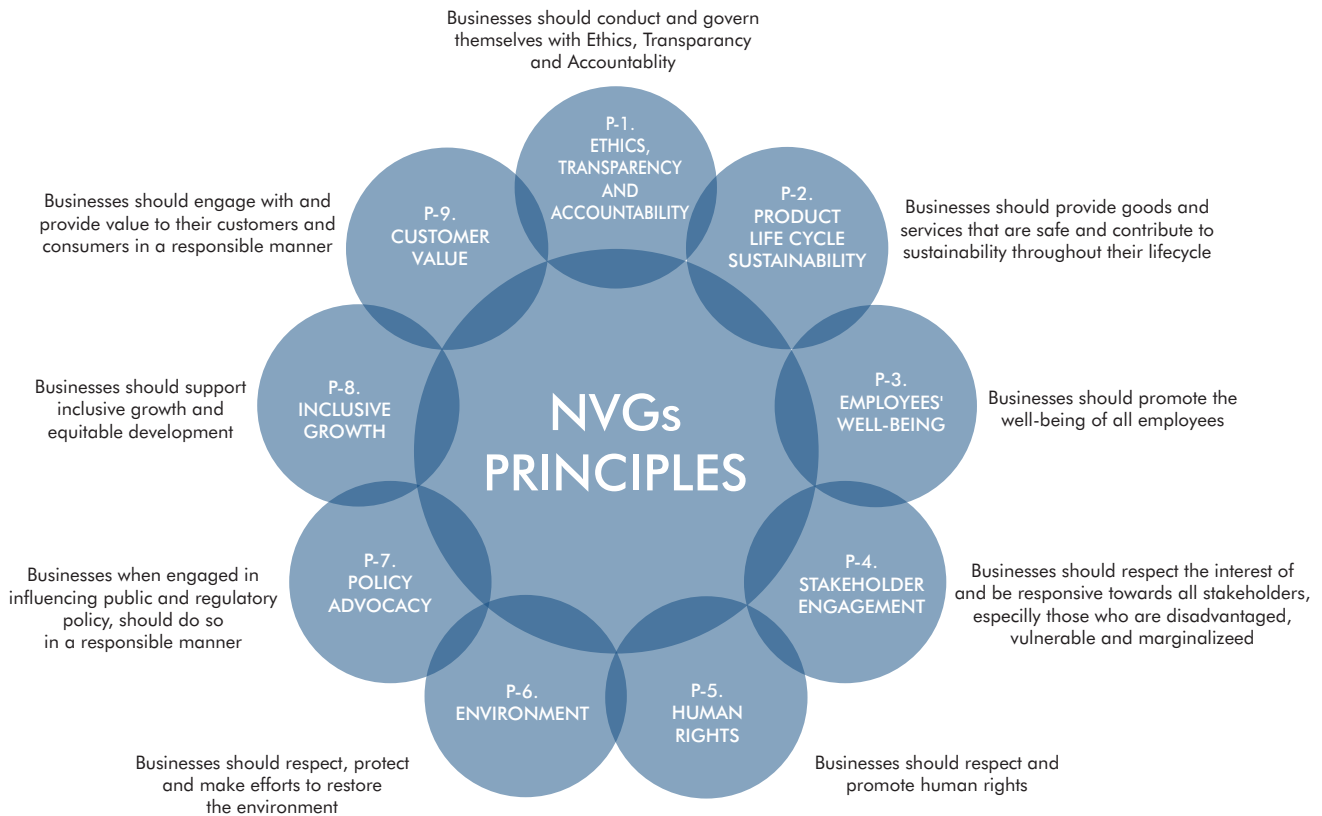 Businesses should conduct and govern
themselves with Ethics, Transparancy
and Accountablity
P-1.
ETHICS,
TRANSPARENCY
AND
ACCOUNTABILITY
P-2.
PRODUCT
LIFE CYCLE
SUSTAINABILITY
Businesses should provide goods and
services that are safe and contribute to
sustainability throughout their lifecycle
P-3.
EMPLOYEES'
WELL-BEING
Businesses should promote the
well-being of all employees
P-4.
STAKEHOLDER
ENGAGEMENT
Businesses should respect the interest of
and be responsive towards all stakeholders,
especilly those who are disadvantaged,
vulnerable and marginalizeed
P-5.
HUMAN
RIGHTS
Businesses should respect and
promote human rights
P-6.
ENVIRONMENT
Businesses should respect, protect
and make efforts to restore
the environment
P-7.
POLICY
ADVOCACY
Businesses when engaged in
influencing public and regulatory
policy, should do so
in a responsible manner
P-8.
INCLUSIVE
GROWTH
Businesses should support
inclusive growth and
equitable development
P-9.
CUSTOMER
VALUE
Businesses should engage with and
provide value to their customers and
consumers in a responsible manner
NVGs
PRINCIPLES